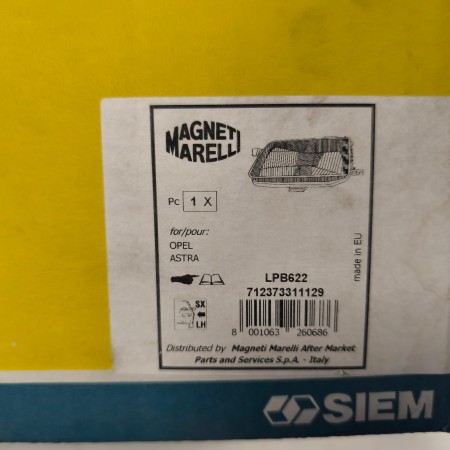 MAGNETI
MARELLI
Pc 1 X
for/pour:
OPEL
ASTRA
made in EU
SX
LH
LPB622
712373311129
8 001063 260686
Distributed by Magneti Marelli After Market
Parts and Services S.p.A. - Italy
SIEM